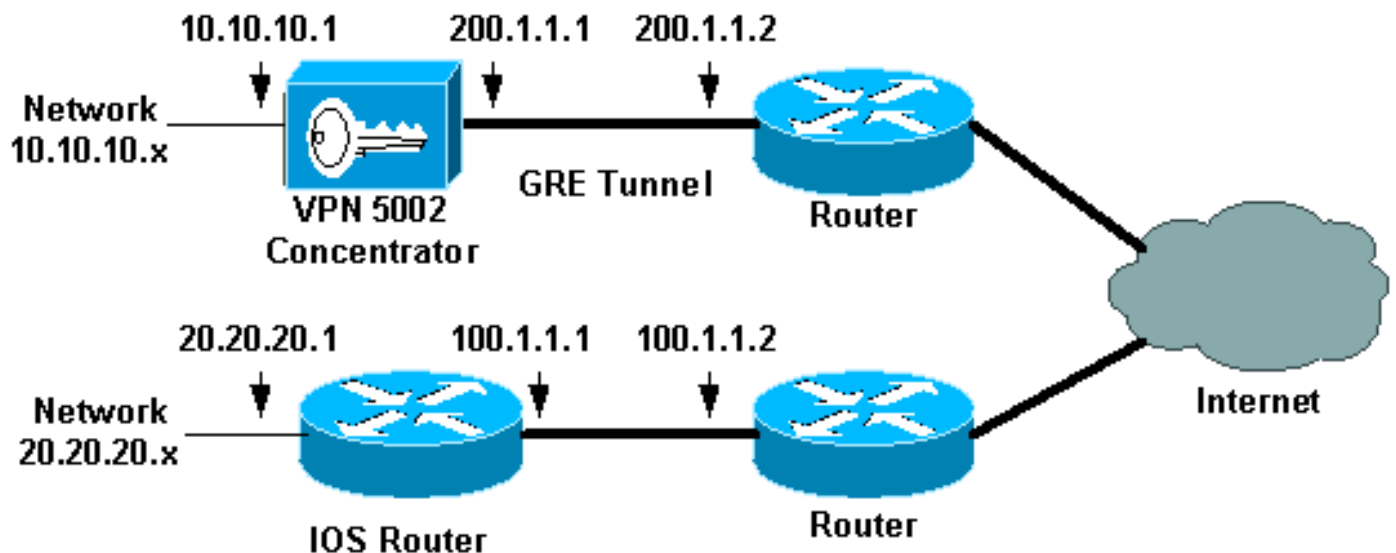 10.10.10.1 200.1.1.1 200.1.1.2
Network
10.10.10.x
GRE Tunnel
VPN 5002
Concentrator
Router
20.20.20.1 100.1.1.1 100.1.1.2
Internet
Network
20.20.20.x
IOS Router
Router